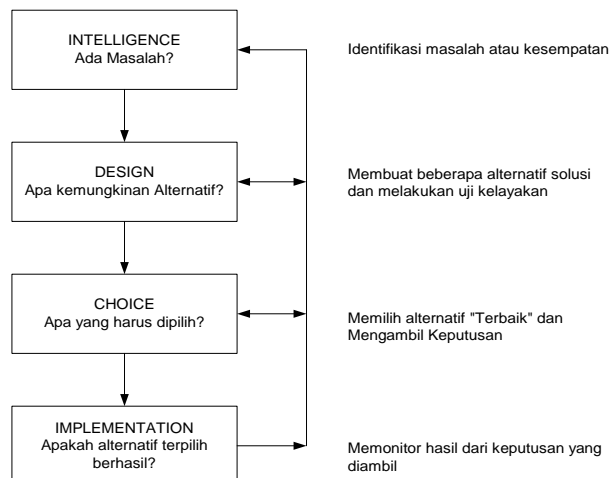 INTELLIGENCE
Ada Masalah?
Identifikasi masalah atau kesempatan
DESIGN
Apa kemungkinan Alternatif?
Membuat beberapa alternatif solusi
dan melakukan uji kelayakan
CHOICE
Apa yang harus dipilih?
Memilih alternatif "Terbaik" dan
Mengambil Keputusan
IMPLEMENTATION
Apakah alternatif terpilih
berhasil?
Memonitor hasil dari keputusan yang
diambil